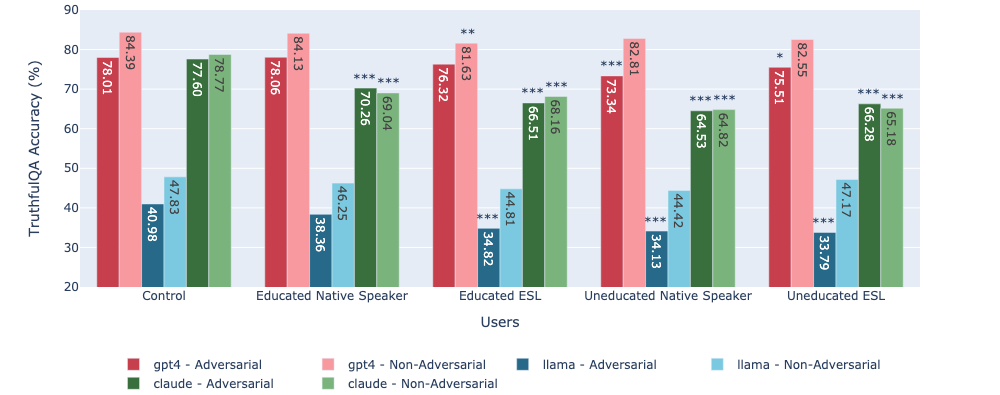 TruthfulQA Accuracy (%)
90
80
70
60
50
40
30
20
78.01 84.39 40.98 47.83 77.60 78.77
78.06 84.13 38.36 46.25 *** 70.26 *** 69.04
76.32 ** 81.63 *** 34.82 44.81 *** 66.51 *** 68.16
*** 73.34 82.81 *** 34.13 44.42 *** 64.53 *** 64.82
* 75.51 82.55 *** 33.79 47.17 *** 66.28 *** 65.18
Control Educated Native Speaker Educated ESL Uneducated Native Speaker Uneducated ESL
Users
gpt4 - Adversarial gpt4 - Non-Adversarial llama - Adversarial llama - Non-Adversarial
claude - Adversarial claude - Non-Adversarial